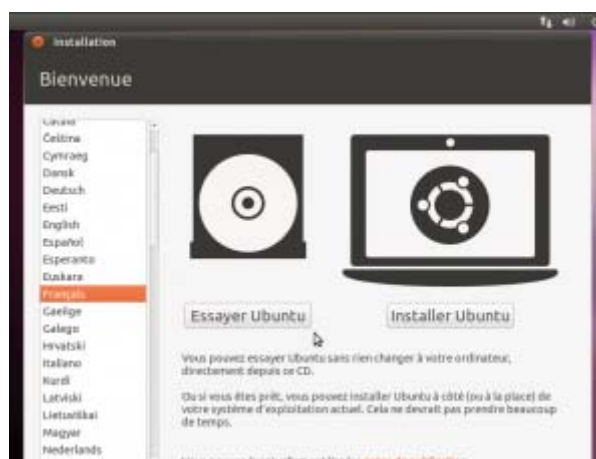 Installation
Bienvenue
Català
Čeština
Cymraeg
Dansk
Deutsch
Eesti
English
Español
Esperanto
Euskara
Français
Gaeilge
Galego
Hrvatski
Italiano
Kurdî
Latviski
Lietuviškai
Magyar
Nederlands
Essayer Ubuntu
Installer Ubuntu
Vous pouvez essayer Ubuntu sans rien changer à votre ordinateur,
directement depuis ce CD.
Ou si vous êtes prêt, vous pouvez installer Ubuntu à côté (ou à la place) de
votre système d'exploitation actuel. Cela ne devrait pas prendre beaucoup
de temps.